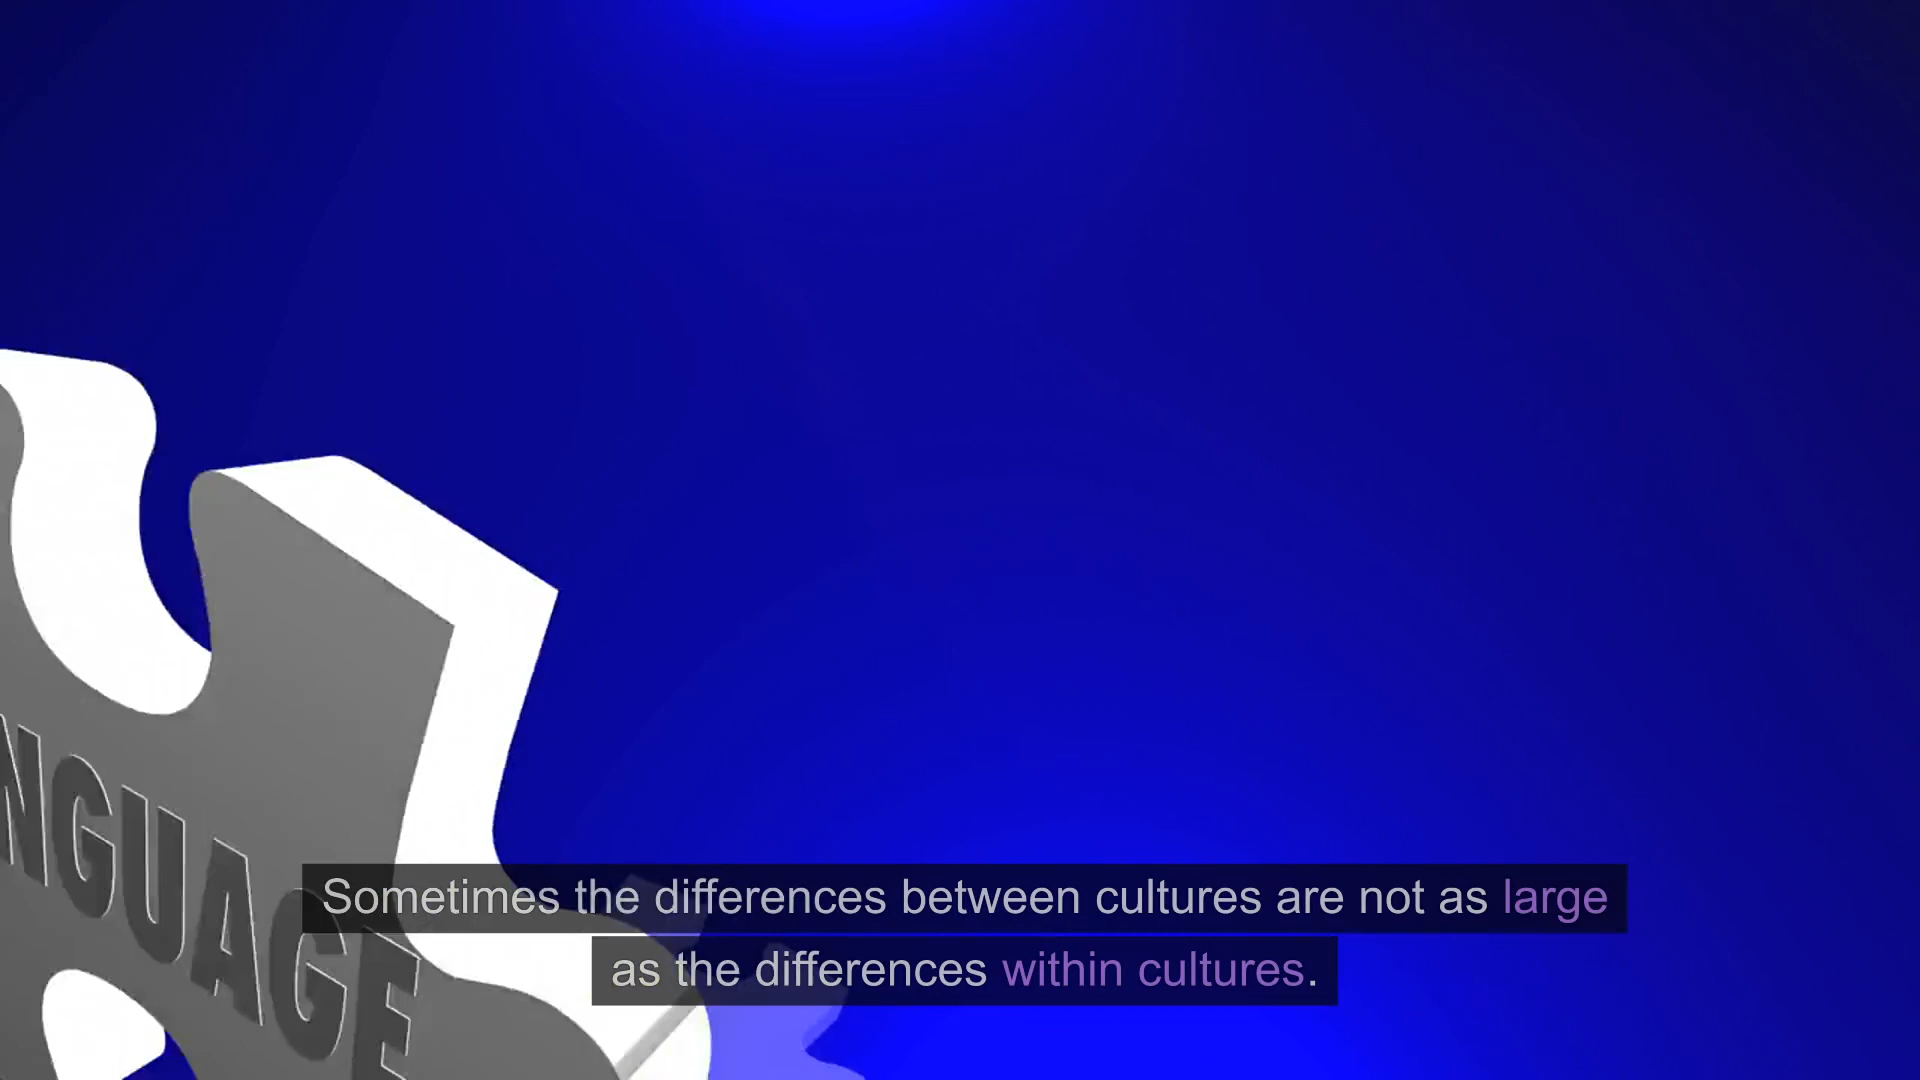 NGUAGE
Sometimes the differences between cultures are not as large
as the differences within cultures.